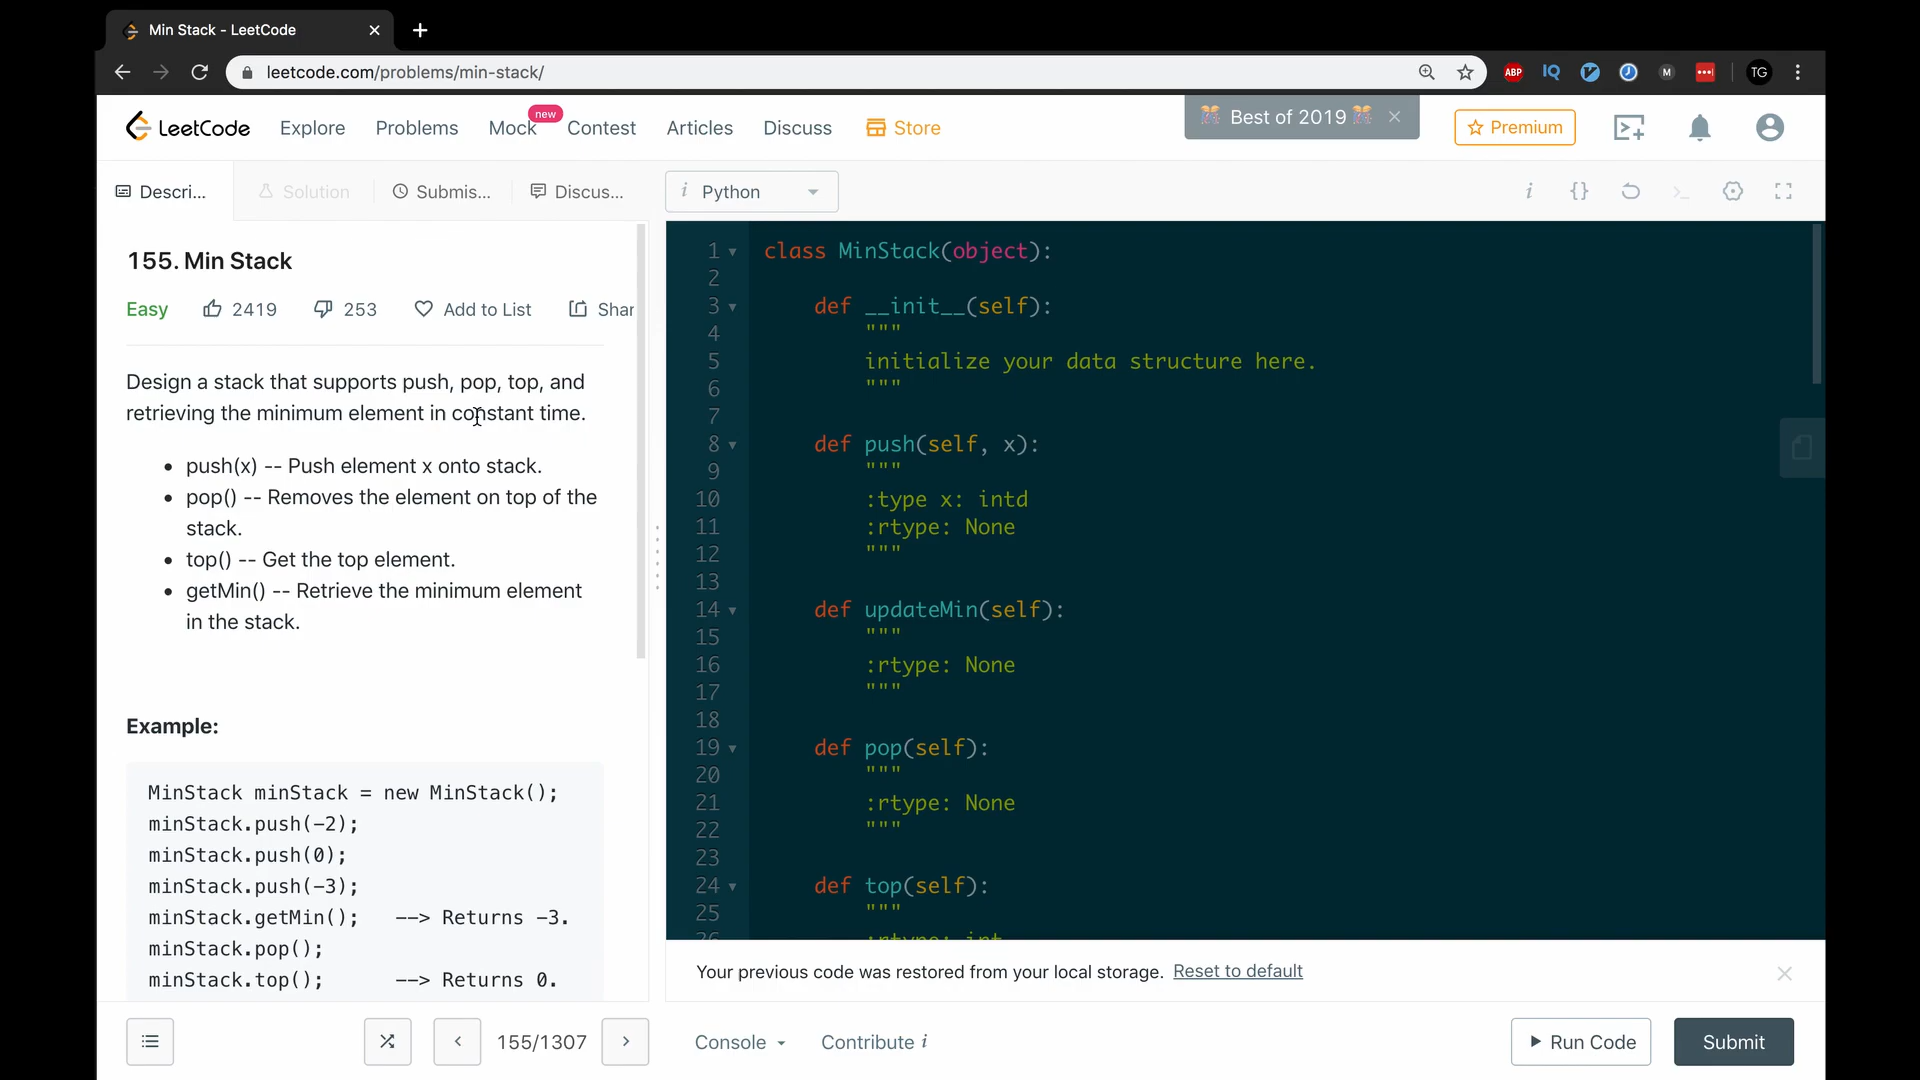 Min Stack - LeetCode
leetcode.com/problems/min-stack/
ABP
IQ
M
TG
LeetCode
Explore
Problems
Mock
new
Contest
Articles
Discuss
Store
Best of 2019
Premium
Descri...
Solution
Submis...
Discus...
i Python
i
{}
155. Min Stack
Easy
2419
253
Add to List
Shar
Design a stack that supports push, pop, top, and
retrieving the minimum element in constant time.
• push(x) -- Push element x onto stack.
• pop() -- Removes the element on top of the
stack.
• top() -- Get the top element.
• getMin() -- Retrieve the minimum element
in the stack.
Example:
MinStack minStack = new MinStack();
minStack.push(-2);
minStack.push(0);
minStack.push(-3);
minStack.getMin();   --> Returns -3.
minStack.pop();
minStack.top();      --> Returns 0.
155/1307
1 class MinStack(object):
2
3     def __init__(self):
4         """
5         initialize your data structure here.
6         """
7
8     def push(self, x):
9         """
10         :type x: intd
11         :rtype: None
12         """
13
14     def updateMin(self):
15         """
16         :rtype: None
17         """
18
19     def pop(self):
20         """
21         :rtype: None
22         """
23
24     def top(self):
25         """
26         :rtype: int
Your previous code was restored from your local storage. Reset to default
Console
Contribute i
Run Code
Submit